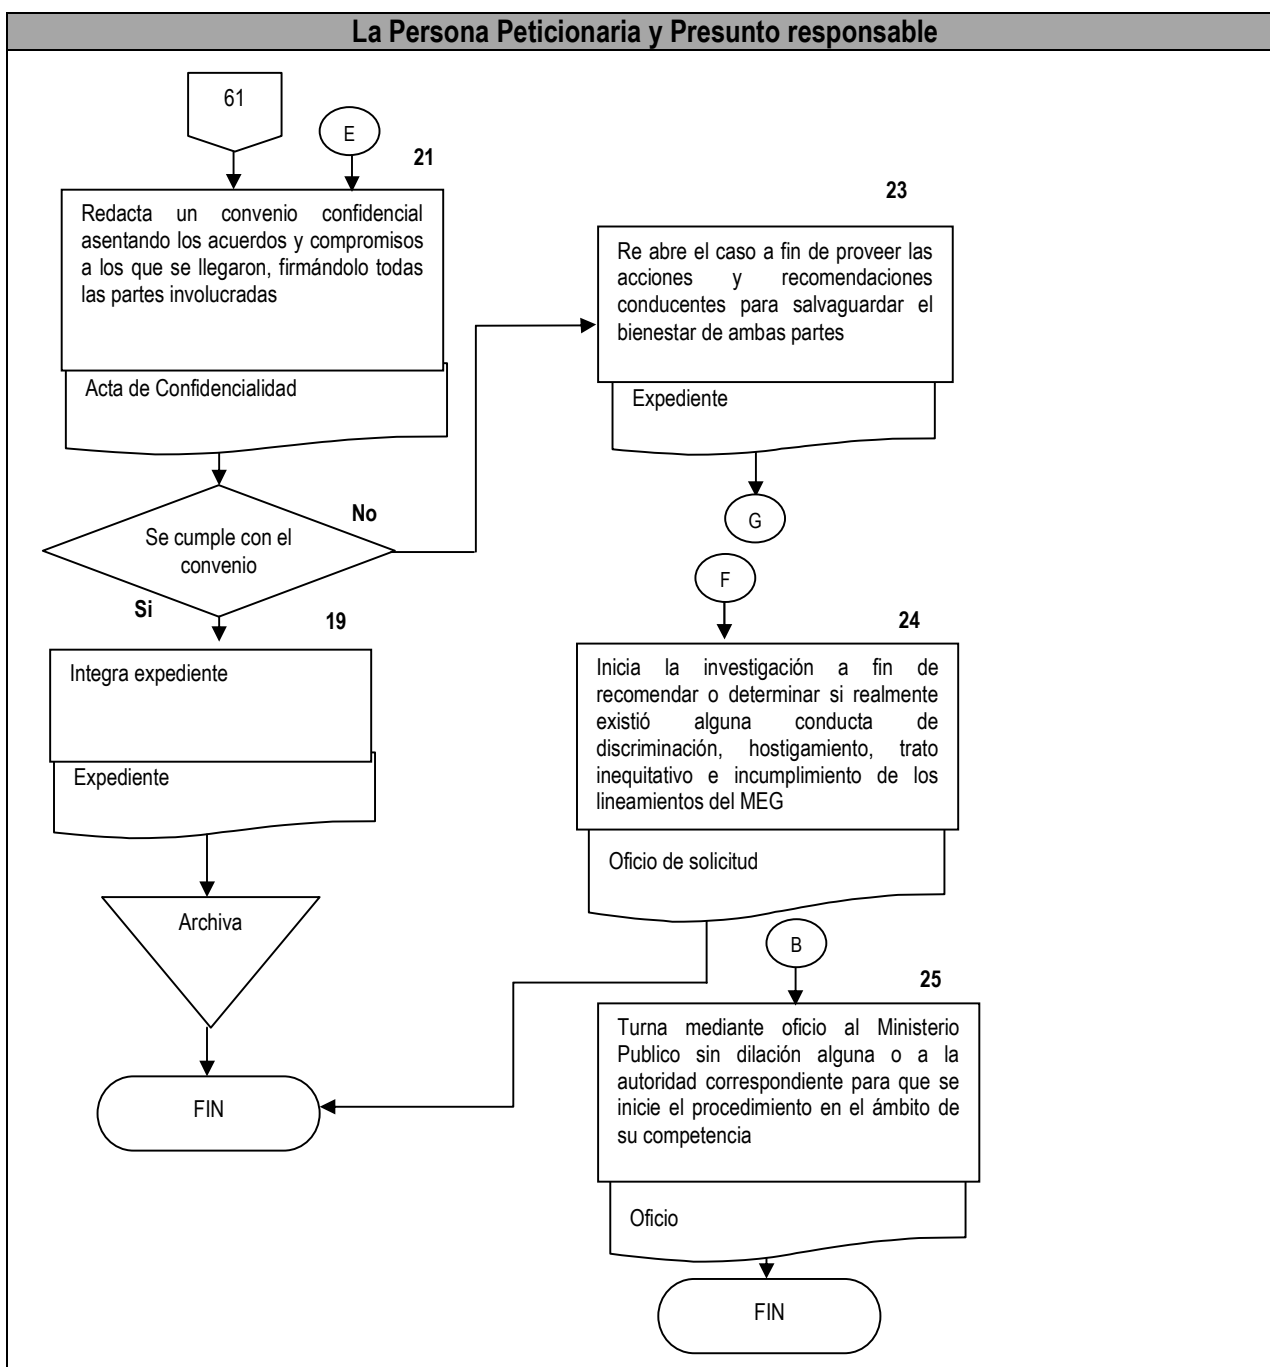 La Persona Peticionaria y Presunto responsable
61
E
21
Redacta un convenio confidencial
asentando los acuerdos y compromisos
a los que se llegaron, firmándolo todas
las partes involucradas
Acta de Confidencialidad
Se cumple con el
convenio
No
Si
19
Integra expediente
Expediente
Archiva
FIN
23
Re abre el caso a fin de proveer las
acciones y recomendaciones
conducentes para salvaguardar el
bienestar de ambas partes
Expediente
G
F
24
Inicia la investigación a fin de
recomendar o determinar si realmente
existió alguna conducta de
discriminación, hostigamiento, trato
inequitativo e incumplimiento de los
lineamientos del MEG
Oficio de solicitud
B
25
Turna mediante oficio al Ministerio
Publico sin dilación alguna o a la
autoridad correspondiente para que se
inicie el procedimiento en el ámbito de
su competencia
Oficio
FIN